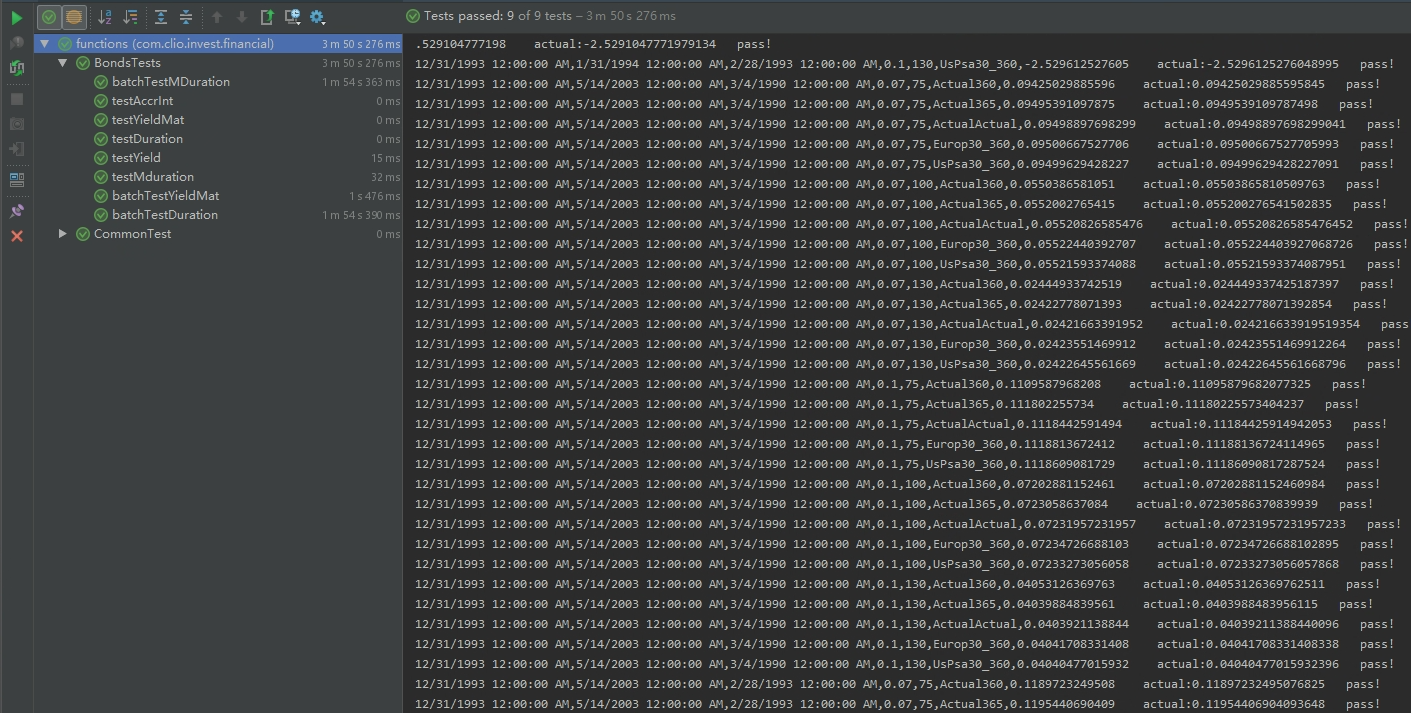 Tests passed: 9 of 9 tests – 3 m 50 s 276 ms
functions (com.clio.invest.financial) 3 m 50 s 276 ms
BondsTests 3 m 50 s 276 ms
batchTestMDuration 1 m 54 s 363 ms
testAccrInt 0 ms
testYieldMat 0 ms
testDuration 0 ms
testYield 15 ms
testMduration 32 ms
batchTestYieldMat 1 s 476 ms
batchTestDuration 1 m 54 s 390 ms
CommonTest 0 ms
.529104777198 actual:-2.5291047771979134 pass!
12/31/1993 12:00:00 AM,1/31/1994 12:00:00 AM,2/28/1993 12:00:00 AM,0.1,130,UsPsa30_360,-2.529612527605 actual:-2.5296125276048995 pass!
12/31/1993 12:00:00 AM,5/14/2003 12:00:00 AM,3/4/1990 12:00:00 AM,0.07,75,Actual360,0.09425029885596 actual:0.09425029885595845 pass!
12/31/1993 12:00:00 AM,5/14/2003 12:00:00 AM,3/4/1990 12:00:00 AM,0.07,75,Actual365,0.09495391097875 actual:0.0949539109787498 pass!
12/31/1993 12:00:00 AM,5/14/2003 12:00:00 AM,3/4/1990 12:00:00 AM,0.07,75,ActualActual,0.09498897698299 actual:0.09498897698299041 pass!
12/31/1993 12:00:00 AM,5/14/2003 12:00:00 AM,3/4/1990 12:00:00 AM,0.07,75,Europ30_360,0.09500667527706 actual:0.09500667527705993 pass!
12/31/1993 12:00:00 AM,5/14/2003 12:00:00 AM,3/4/1990 12:00:00 AM,0.07,75,UsPsa30_360,0.09499629428227 actual:0.09499629428227091 pass!
12/31/1993 12:00:00 AM,5/14/2003 12:00:00 AM,3/4/1990 12:00:00 AM,0.07,100,Actual360,0.0550386581051 actual:0.0550386581050​9763 pass!
12/31/1993 12:00:00 AM,5/14/2003 12:00:00 AM,3/4/1990 12:00:00 AM,0.07,100,Actual365,0.0552002765415 actual:0.055200276541502835 pass!
12/31/1993 12:00:00 AM,5/14/2003 12:00:00 AM,3/4/1990 12:00:00 AM,0.07,100,ActualActual,0.05520826585476 actual:0.05520826585476452 pass!
12/31/1993 12:00:00 AM,5/14/2003 12:00:00 AM,3/4/1990 12:00:00 AM,0.07,100,Europ30_360,0.05522440392707 actual:0.055224403927068726 pass!
12/31/1993 12:00:00 AM,5/14/2003 12:00:00 AM,3/4/1990 12:00:00 AM,0.07,100,UsPsa30_360,0.05521593374088 actual:0.05521593374087951 pass!
12/31/1993 12:00:00 AM,5/14/2003 12:00:00 AM,3/4/1990 12:00:00 AM,0.07,130,Actual360,0.02444933742519 actual:0.024449337425187397 pass!
12/31/1993 12:00:00 AM,5/14/2003 12:00:00 AM,3/4/1990 12:00:00 AM,0.07,130,Actual365,0.02422778071393 actual:0.02422778071392854 pass!
12/31/1993 12:00:00 AM,5/14/2003 12:00:00 AM,3/4/1990 12:00:00 AM,0.07,130,ActualActual,0.02421663391952 actual:0.024216633919519354 pass
12/31/1993 12:00:00 AM,5/14/2003 12:00:00 AM,3/4/1990 12:00:00 AM,0.07,130,Europ30_360,0.02423551469912 actual:0.02423551469912264 pass!
12/31/1993 12:00:00 AM,5/14/2003 12:00:00 AM,3/4/1990 12:00:00 AM,0.07,130,UsPsa30_360,0.02422645561669 actual:0.02422645561668796 pass!
12/31/1993 12:00:00 AM,5/14/2003 12:00:00 AM,3/4/1990 12:00:00 AM,0.1,75,Actual360,0.1109587968208 actual:0.11095879682077325 pass!
12/31/1993 12:00:00 AM,5/14/2003 12:00:00 AM,3/4/1990 12:00:00 AM,0.1,75,Actual365,0.111802255734 actual:0.11180225573404237 pass!
12/31/1993 12:00:00 AM,5/14/2003 12:00:00 AM,3/4/1990 12:00:00 AM,0.1,75,ActualActual,0.1118442591494 actual:0.11184425914942053 pass!
12/31/1993 12:00:00 AM,5/14/2003 12:00:00 AM,3/4/1990 12:00:00 AM,0.1,75,Europ30_360,0.1118813672412 actual:0.11188136724114965 pass!
12/31/1993 12:00:00 AM,5/14/2003 12:00:00 AM,3/4/1990 12:00:00 AM,0.1,75,UsPsa30_360,0.1118609081729 actual:0.11186090817287524 pass!
12/31/1993 12:00:00 AM,5/14/2003 12:00:00 AM,3/4/1990 12:00:00 AM,0.1,100,Actual360,0.07202881152461 actual:0.07202881152460984 pass!
12/31/1993 12:00:00 AM,5/14/2003 12:00:00 AM,3/4/1990 12:00:00 AM,0.1,100,Actual365,0.0723058637084 actual:0.07230586370839939 pass!
12/31/1993 12:00:00 AM,5/14/2003 12:00:00 AM,3/4/1990 12:00:00 AM,0.1,100,ActualActual,0.07231957231957 actual:0.07231957231957233 pass!
12/31/1993 12:00:00 AM,5/14/2003 12:00:00 AM,3/4/1990 12:00:00 AM,0.1,100,Europ30_360,0.07234726688103 actual:0.07234726688102895 pass!
12/31/1993 12:00:00 AM,5/14/2003 12:00:00 AM,3/4/1990 12:00:00 AM,0.1,100,UsPsa30_360,0.07233273056058 actual:0.07233273056057868 pass!
12/31/1993 12:00:00 AM,5/14/2003 12:00:00 AM,3/4/1990 12:00:00 AM,0.1,130,Actual360,0.04053126369763 actual:0.04053126369762511 pass!
12/31/1993 12:00:00 AM,5/14/2003 12:00:00 AM,3/4/1990 12:00:00 AM,0.1,130,Actual365,0.04039884839561 actual:0.0403988483956115 pass!
12/31/1993 12:00:00 AM,5/14/2003 12:00:00 AM,3/4/1990 12:00:00 AM,0.1,130,ActualActual,0.0403921138844 actual:0.04039211388440096 pass!
12/31/1993 12:00:00 AM,5/14/2003 12:00:00 AM,3/4/1990 12:00:00 AM,0.1,130,Europ30_360,0.04041708331408 actual:0.04041708331408338 pass!
12/31/1993 12:00:00 AM,5/14/2003 12:00:00 AM,3/4/1990 12:00:00 AM,0.1,130,UsPsa30_360,0.04040477015932 actual:0.04040477015932396 pass!
12/31/1993 12:00:00 AM,5/14/2003 12:00:00 AM,2/28/1993 12:00:00 AM,0.07,75,Actual360,0.1189723249508 actual:0.11897232495076825 pass!
12/31/1993 12:00:00 AM,5/14/2003 12:00:00 AM,2/28/1993 12:00:00 AM,0.07,75,Actual365,0.1195440690409 actual:0.11954406904093648 pass!